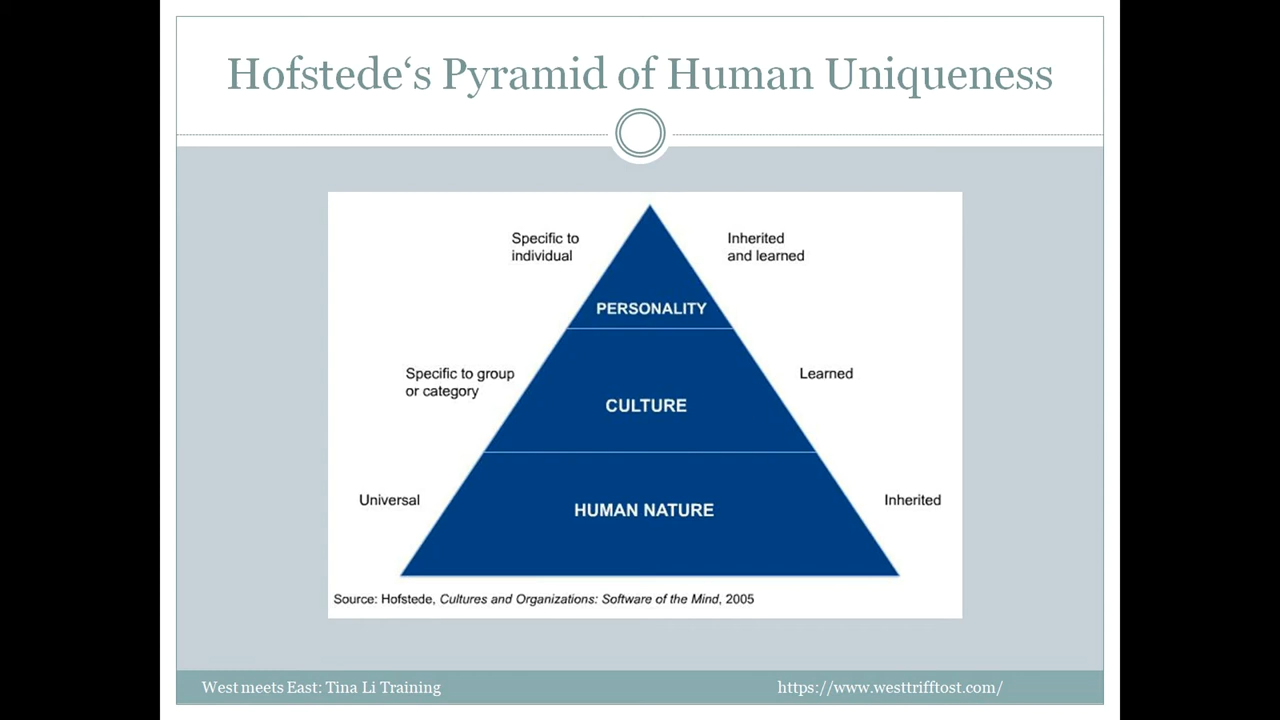 Hofstede‘s Pyramid of Human Uniqueness
Specific to
individual
Inherited
and learned
PERSONALITY
Specific to group
or category
Learned
CULTURE
Universal
Inherited
HUMAN NATURE
Source: Hofstede, Cultures and Organizations: Software of the Mind, 2005
West meets East: Tina Li Training
https://www.westtrifftost.com/